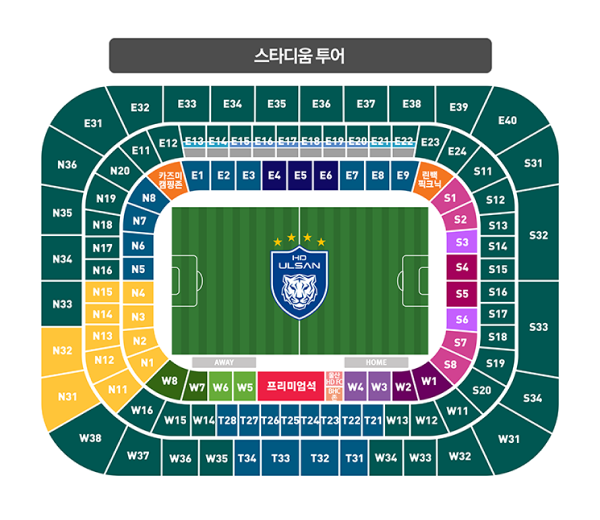 스타디움 투어
E31 E32 E33 E34 E35 E36 E37 E38 E39 E40
E11 E12 E13 E14 E15 E16 E17 E18 E19 E20 E21 E22 E23 E24
카즈미
캠핑존
E1 E2 E3 E4 E5 E6 E7 E8 E9
린팩
픽크닉
N36 N20 N8 S1 S11 S31
N35 N19 N7 S2 S12
N18 S13
N34 N17 N6 HD S3 S14 S32
ULSAN
N16 N5 S4 S15
N33 N15 N4 S5 S16 S33
N14 N3 S6 S17
N32 N13 N2 S7 S18
N12 N1 S8 S19
N31 N11 S20 S34
AWAY HOME
W8 W7 W6 W5 프리미엄석
울산
HD FC
BHC
W4 W3 W2 W1
W16 W15 W14 T28 T27 T26 T25 T24 T23 T22 T21 W13 W12 W11
W38 W37 W36 W35 T34 T33 T32 T31 W34 W33 W32 W31